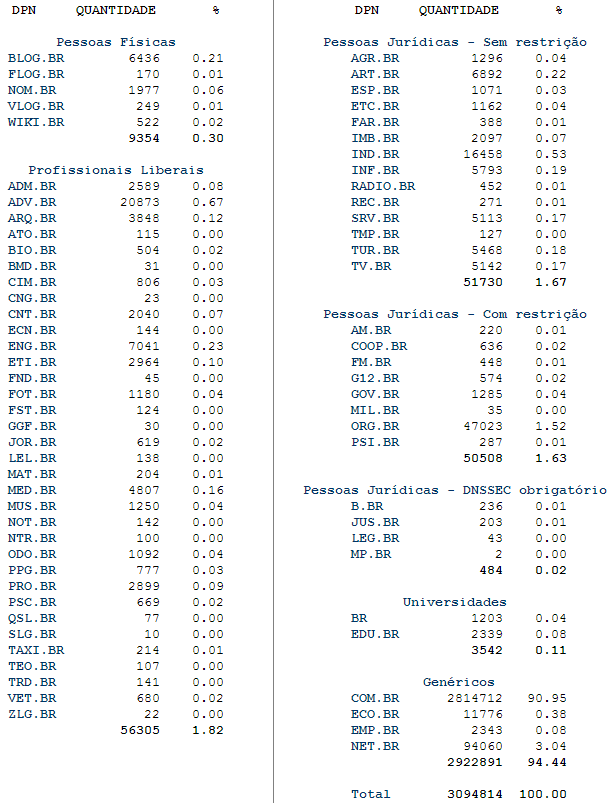 DPN QUANTIDADE %
Pessoas Físicas
BLOG.BR 6436 0.21
FLOG.BR 170 0.01
NOM.BR 1977 0.06
VLOG.BR 249 0.01
WIKI.BR 522 0.02
9354 0.30
Profissionais Liberais
ADM.BR 2589 0.08
ADV.BR 20873 0.67
ARQ.BR 3848 0.12
ATO.BR 115 0.00
BIO.BR 504 0.02
BMD.BR 31 0.00
CIM.BR 806 0.03
CNG.BR 23 0.00
CNT.BR 2040 0.07
ECN.BR 144 0.00
ENG.BR 7041 0.23
ETI.BR 2964 0.10
FND.BR 45 0.00
FOT.BR 1180 0.04
FST.BR 124 0.00
GGF.BR 30 0.00
JOR.BR 619 0.02
LEL.BR 138 0.00
MAT.BR 204 0.01
MED.BR 4807 0.16
MUS.BR 1250 0.04
NOT.BR 142 0.00
NTR.BR 100 0.00
ODO.BR 1092 0.04
PPG.BR 777 0.03
PRO.BR 2899 0.09
PSC.BR 669 0.02
QSL.BR 77 0.00
SLG.BR 10 0.00
TAXI.BR 214 0.01
TEO.BR 107 0.00
TRD.BR 141 0.00
VET.BR 680 0.02
ZLG.BR 22 0.00
56305 1.82
DPN QUANTIDADE %
Pessoas Jurídicas - Sem restrição
AGR.BR 1296 0.04
ART.BR 6892 0.22
ESP.BR 1071 0.03
ETC.BR 1162 0.04
FAR.BR 388 0.01
IMB.BR 2097 0.07
IND.BR 16458 0.53
INF.BR 5793 0.19
RADIO.BR 452 0.01
REC.BR 271 0.01
SRV.BR 5113 0.17
TMP.BR 127 0.00
TUR.BR 5468 0.18
TV.BR 5142 0.17
51730 1.67
Pessoas Jurídicas - Com restrição
AM.BR 220 0.01
COOP.BR 636 0.02
FM.BR 448 0.01
G12.BR 574 0.02
GOV.BR 1285 0.04
MIL.BR 35 0.00
ORG.BR 47023 1.52
PSI.BR 287 0.01
50508 1.63
Pessoas Jurídicas - DNSSEC obrigatório
B.BR 236 0.01
JUS.BR 203 0.01
LEG.BR 43 0.00
MP.BR 2 0.00
484 0.02
Universidades
BR 1203 0.04
EDU.BR 2339 0.08
3542 0.11
Genéricos
COM.BR 2814712 90.95
ECO.BR 11776 0.38
EMP.BR 2343 0.08
NET.BR 94060 3.04
2922891 94.44
Total 3094814 100.00